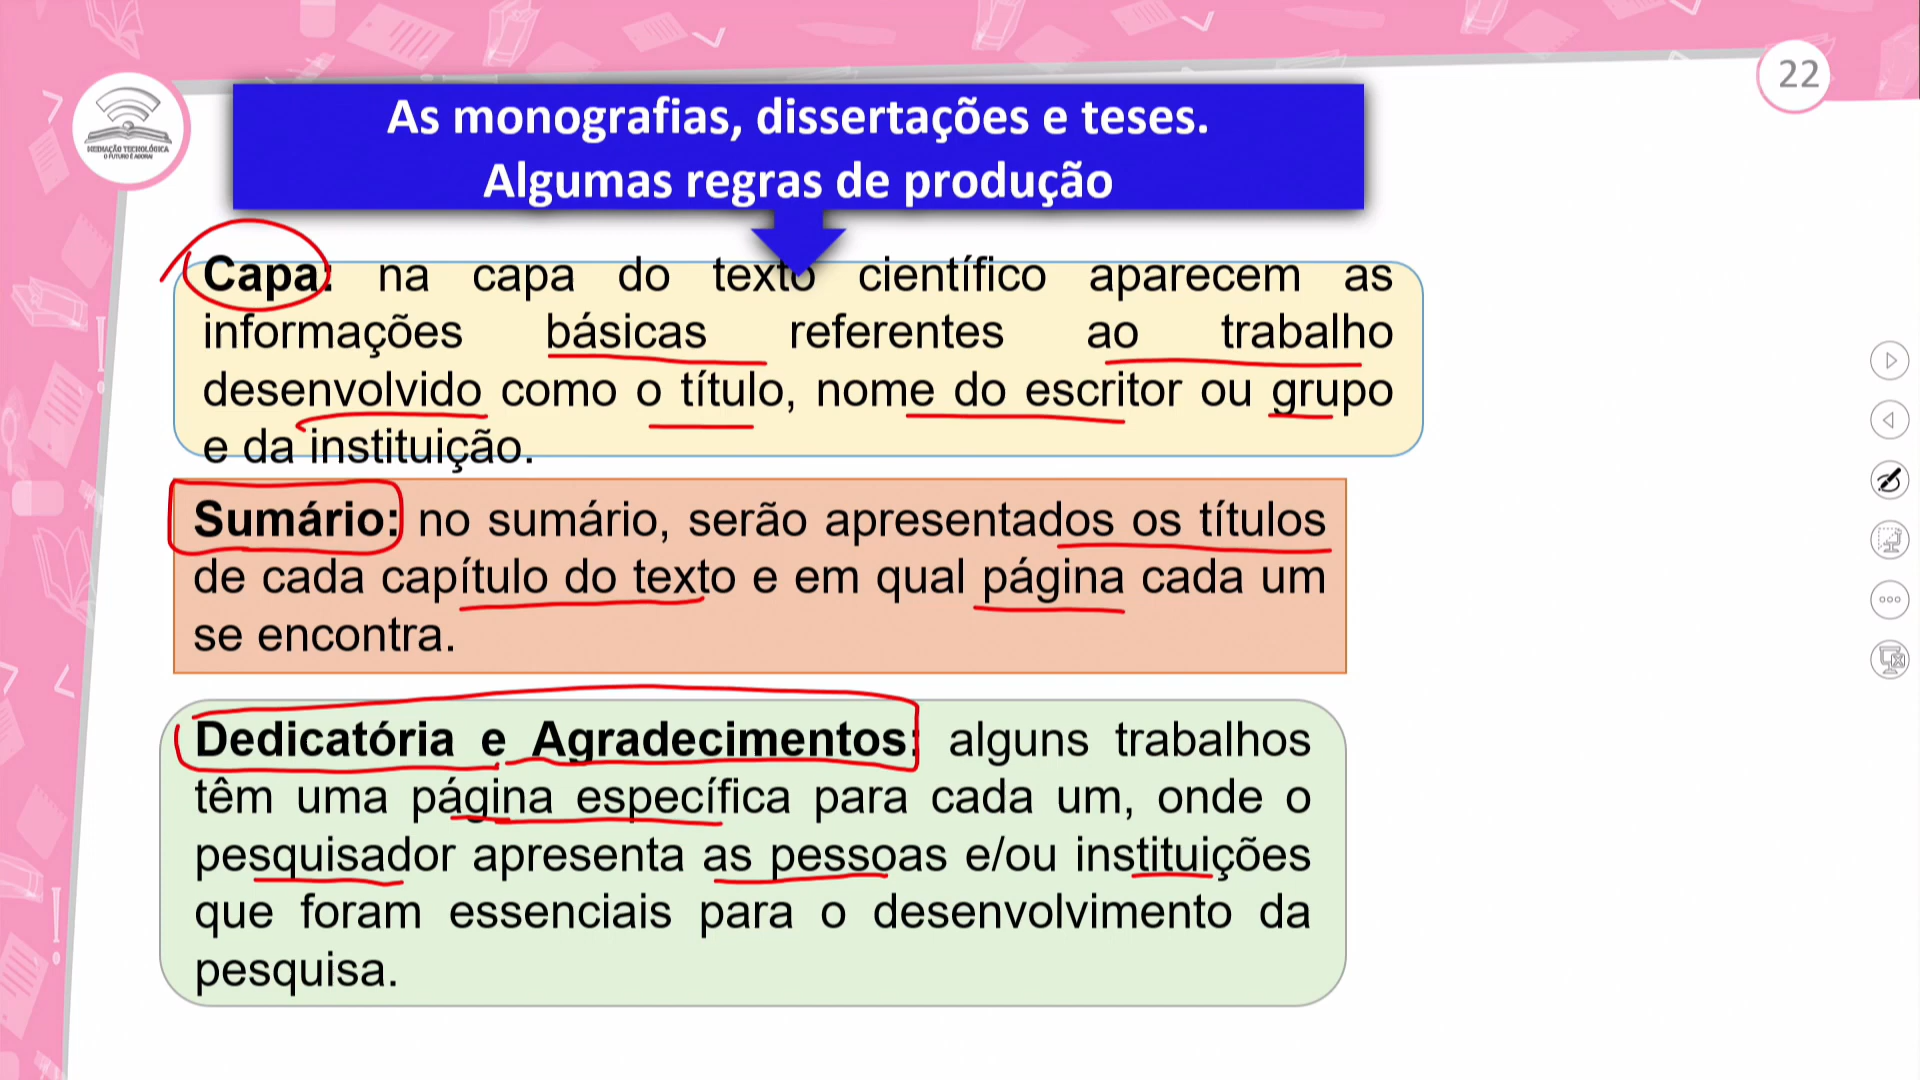 22
MEDIAÇÃO TECNOLÓGICA
O FUTURO É AGORA!
As monografias, dissertações e teses.
Algumas regras de produção
Capa: na capa do texto científico aparecem as
informações básicas referentes ao trabalho
desenvolvido como o título, nome do escritor ou grupo
e da instituição.
Sumário: no sumário, serão apresentados os títulos
de cada capítulo do texto e em qual página cada um
se encontra.
Dedicatória e Agradecimentos: alguns trabalhos
têm uma página específica para cada um, onde o
pesquisador apresenta as pessoas e/ou instituições
que foram essenciais para o desenvolvimento da
pesquisa.